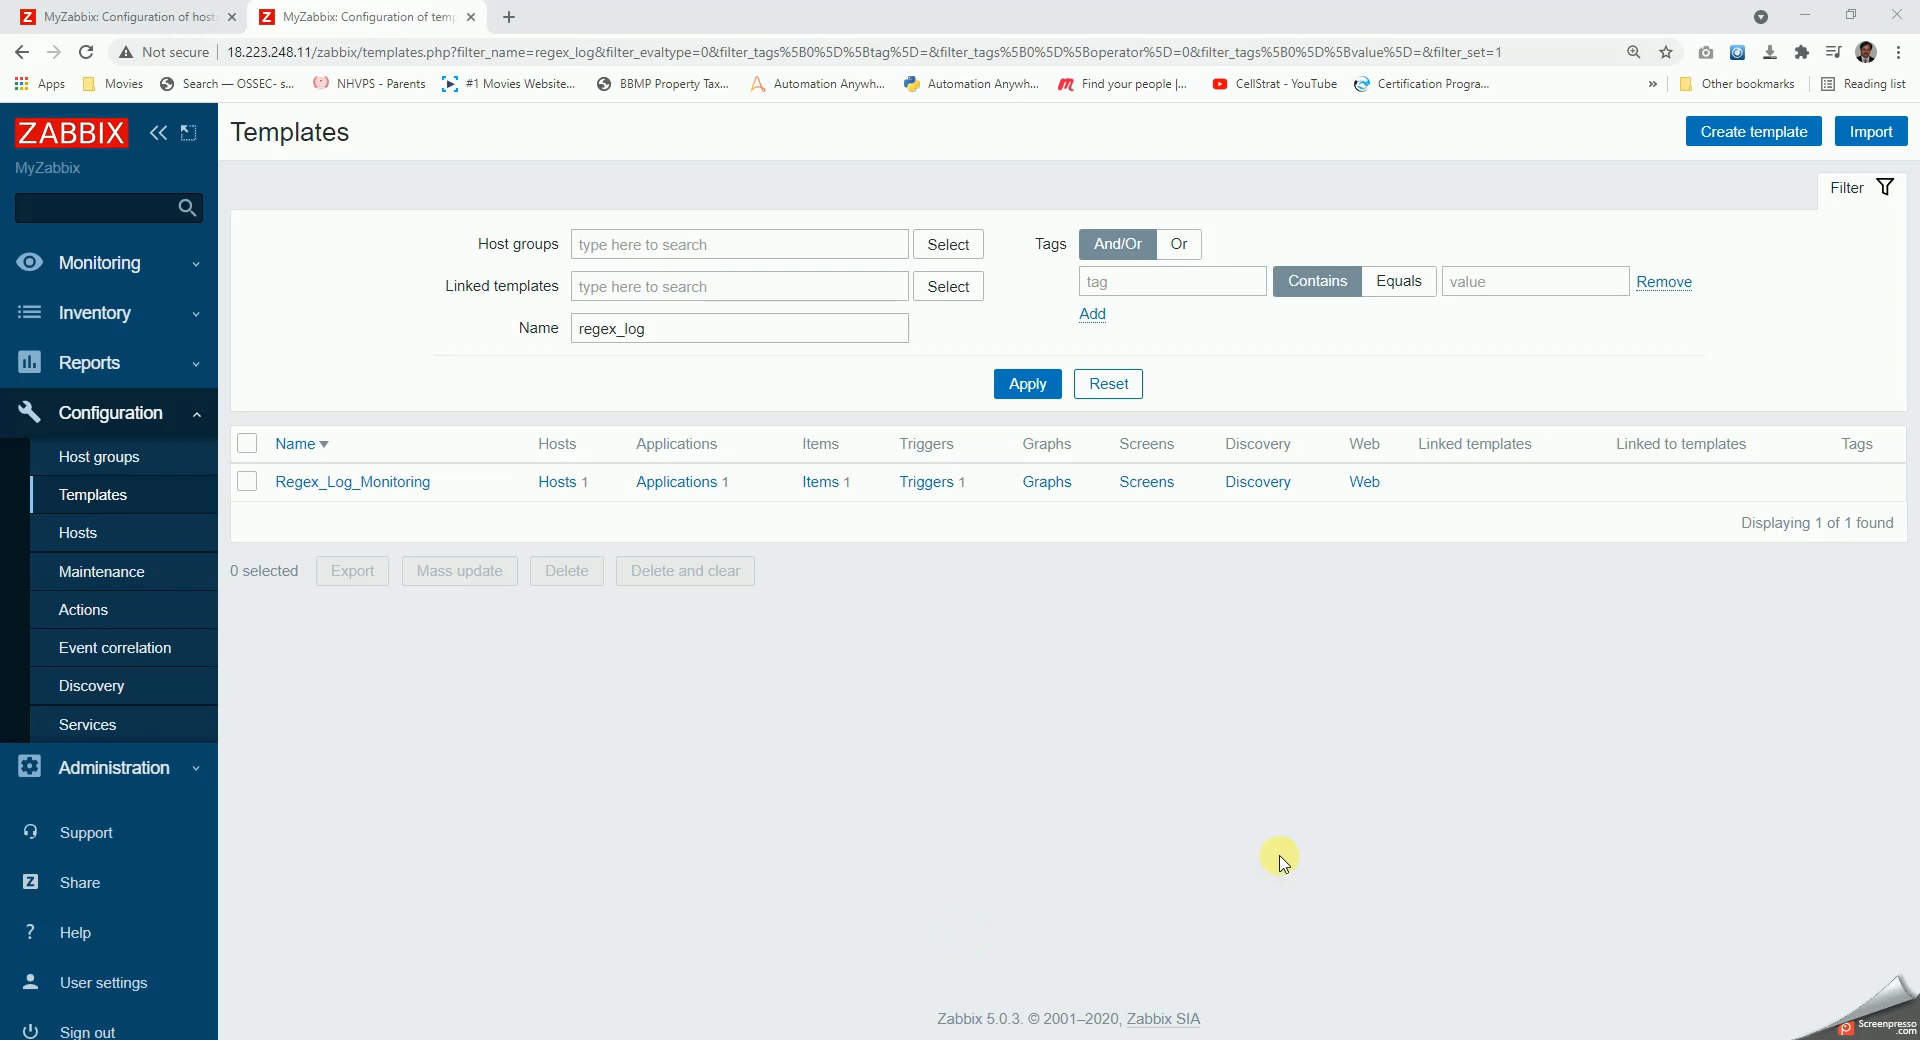 MyZabbix: Configuration of host:
MyZabbix: Configuration of temp
Not secure 18.223.248.11/zabbix/templates.php?filter_name=regex_log&filter_evaltype=0&filter_tags%5B0%5D%5Btag%5D=&filter_tags%5B0%5D%5Boperator%5D=0&filter_tags%5B0%5D%5Bvalue%5D=&filter_set=1
Apps Movies Search — OSSEC- s... NHVPS - Parents #1 Movies Website... BBMP Property Tax... Automation Anywh... Automation Anywh... Find your people |... CellStrat - YouTube Certification Progra... » Other bookmarks Reading list
ZABBIX
MyZabbix
Monitoring
Inventory
Reports
Configuration
Host groups
Templates
Hosts
Maintenance
Actions
Event correlation
Discovery
Services
Administration
Support
Share
Help
User settings
Sign out
Templates
Create template Import
Filter
Host groups type here to search Select
Linked templates type here to search Select
Name regex_log
Tags And/Or Or
tag Contains Equals value Remove
Add
Apply Reset
Name Hosts Applications Items Triggers Graphs Screens Discovery Web Linked templates Linked to templates Tags
Regex_Log_Monitoring Hosts 1 Applications 1 Items 1 Triggers 1 Graphs Screens Discovery Web
Displaying 1 of 1 found
0 selected Export Mass update Delete Delete and clear
Zabbix 5.0.3. © 2001–2020, Zabbix SIA
Screenpresso
.com